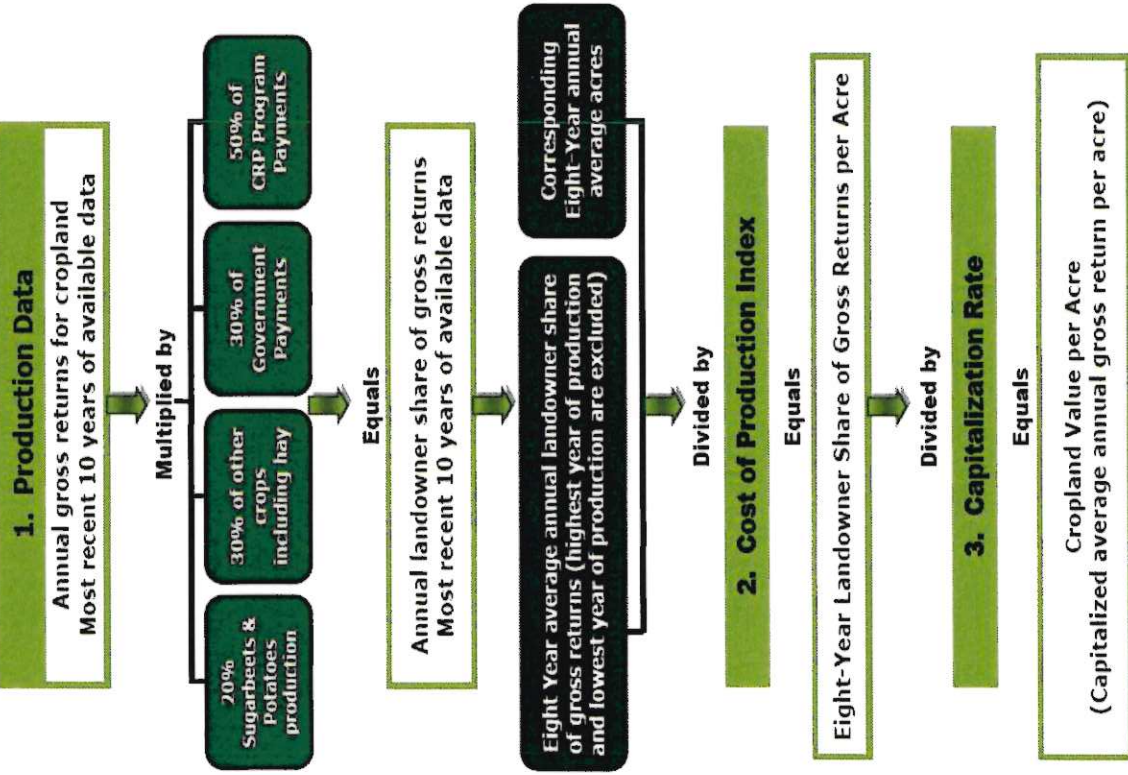 1. Production Data
Annual gross returns for cropland
Most recent 10 years of available data
Multiplied by
20%
Sugarbeets &
Potatoes
production
30% of other
crops
including hay
30% of
Government
Payments
50% of
CRP Program
Payments
Equals
Annual landowner share of gross returns
Most recent 10 years of available data
Eight Year average annual landowner share
of gross returns (highest year of production
and lowest year of production are excluded)
Corresponding
Eight-Year annual
average acres
Divided by
2. Cost of Production Index
Equals
Eight-Year Landowner Share of Gross Returns per Acre
Divided by
3. Capitalization Rate
Equals
Cropland Value per Acre
(Capitalized average annual gross return per acre)